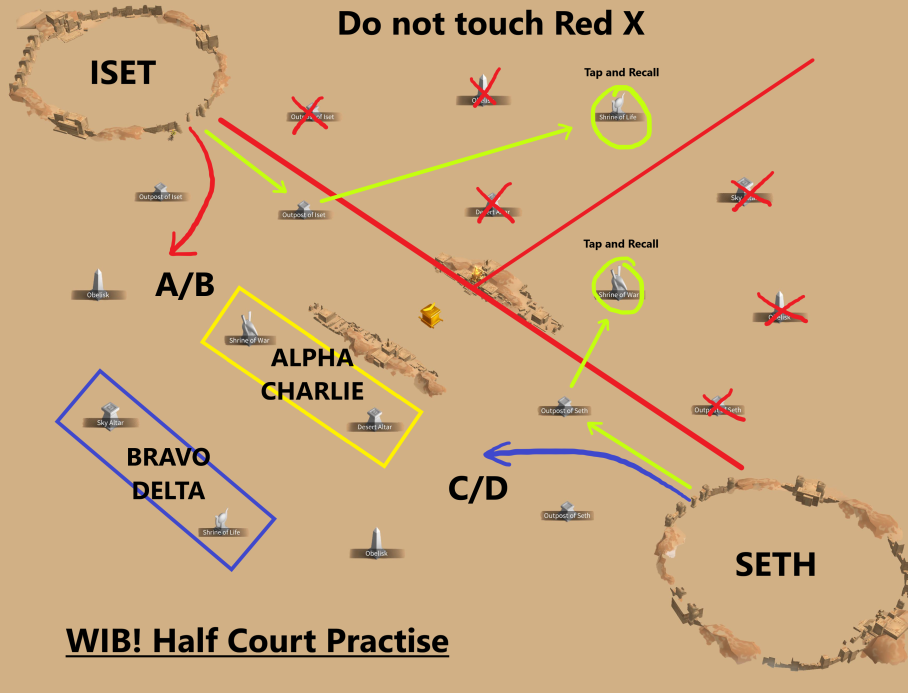 Do not touch Red X
ISET
Tap and Recall
Obelisk
Outpost of Iset
Shrine of Life
Outpost of Iset
Outpost of Iset
Desert Altar
Sky Altar
Tap and Recall
A/B
Obelisk
Shrine of War
Obelisk
Shrine of War
ALPHA
CHARLIE
Outpost of Seth
Outpost of Seth
Sky Altar
Desert Altar
BRAVO
DELTA
C/D
Outpost of Seth
Shrine of Life
Obelisk
SETH
WIB! Half Court Practise